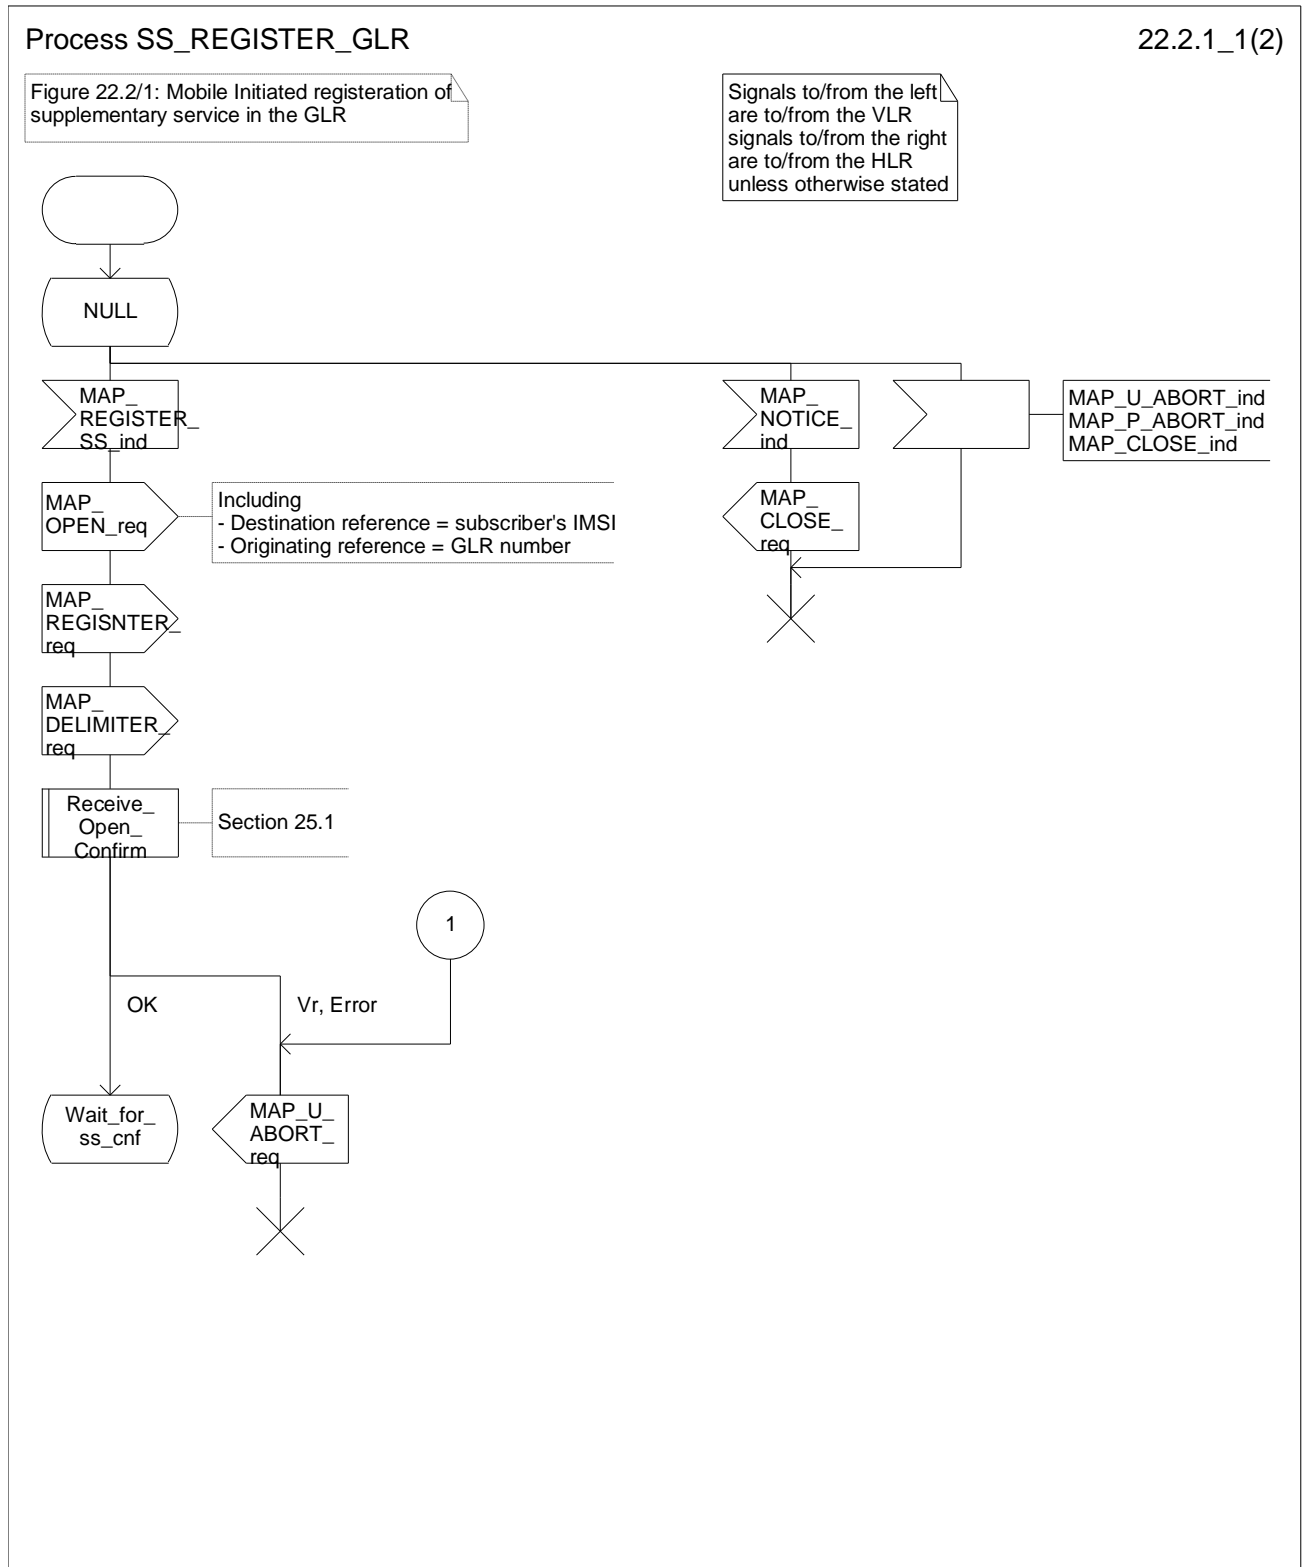 Process SS_REGISTER_GLR
22.2.1_1(2)
Figure 22.2/1: Mobile Initiated registeration of
supplementary service in the GLR
Signals to/from the left
are to/from the VLR
signals to/from the right
are to/from the HLR
unless otherwise stated
NULL
MAP_
REGISTER_
SS_ind
MAP_
NOTICE_
ind
MAP_U_ABORT_ind
MAP_P_ABORT_ind
MAP_CLOSE_ind
MAP_
OPEN_req
Including
- Destination reference = subscriber's IMSI
- Originating reference = GLR number
MAP_
CLOSE_
req
MAP_
REGISNTER_
req
MAP_
DELIMITER_
req
Receive_
Open_
Confirm
Section 25.1
1
OK
Vr, Error
Wait_for_
ss_cnf
MAP_U_
ABORT_
req